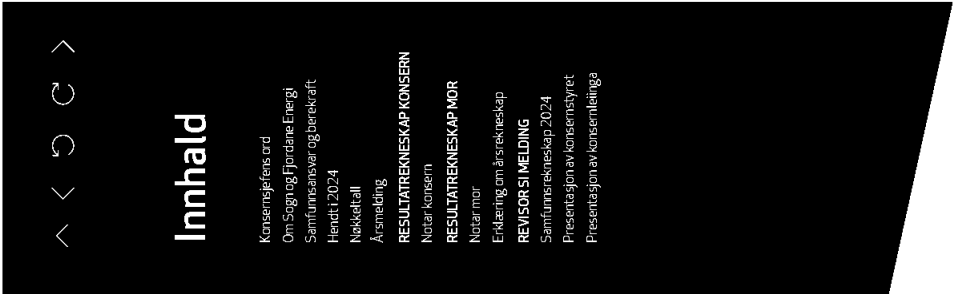 Innhald
Konsernsjefens ord
Om Sogn og Fjordane Energi
Samfunnsansvar og berekraft
Hendt i 2024
Nøkkeltall
Årsmelding
RESULTATREKNESKAP KONSERN
Notar konsern
RESULTATREKNESKAP MOR
Notar mor
Erklæring om årsrekneskap
REVISOR SI MELDING
Samfunnsrekneskap 2024
Presentasjon av konsernstyret
Presentasjon av konsernleiinga